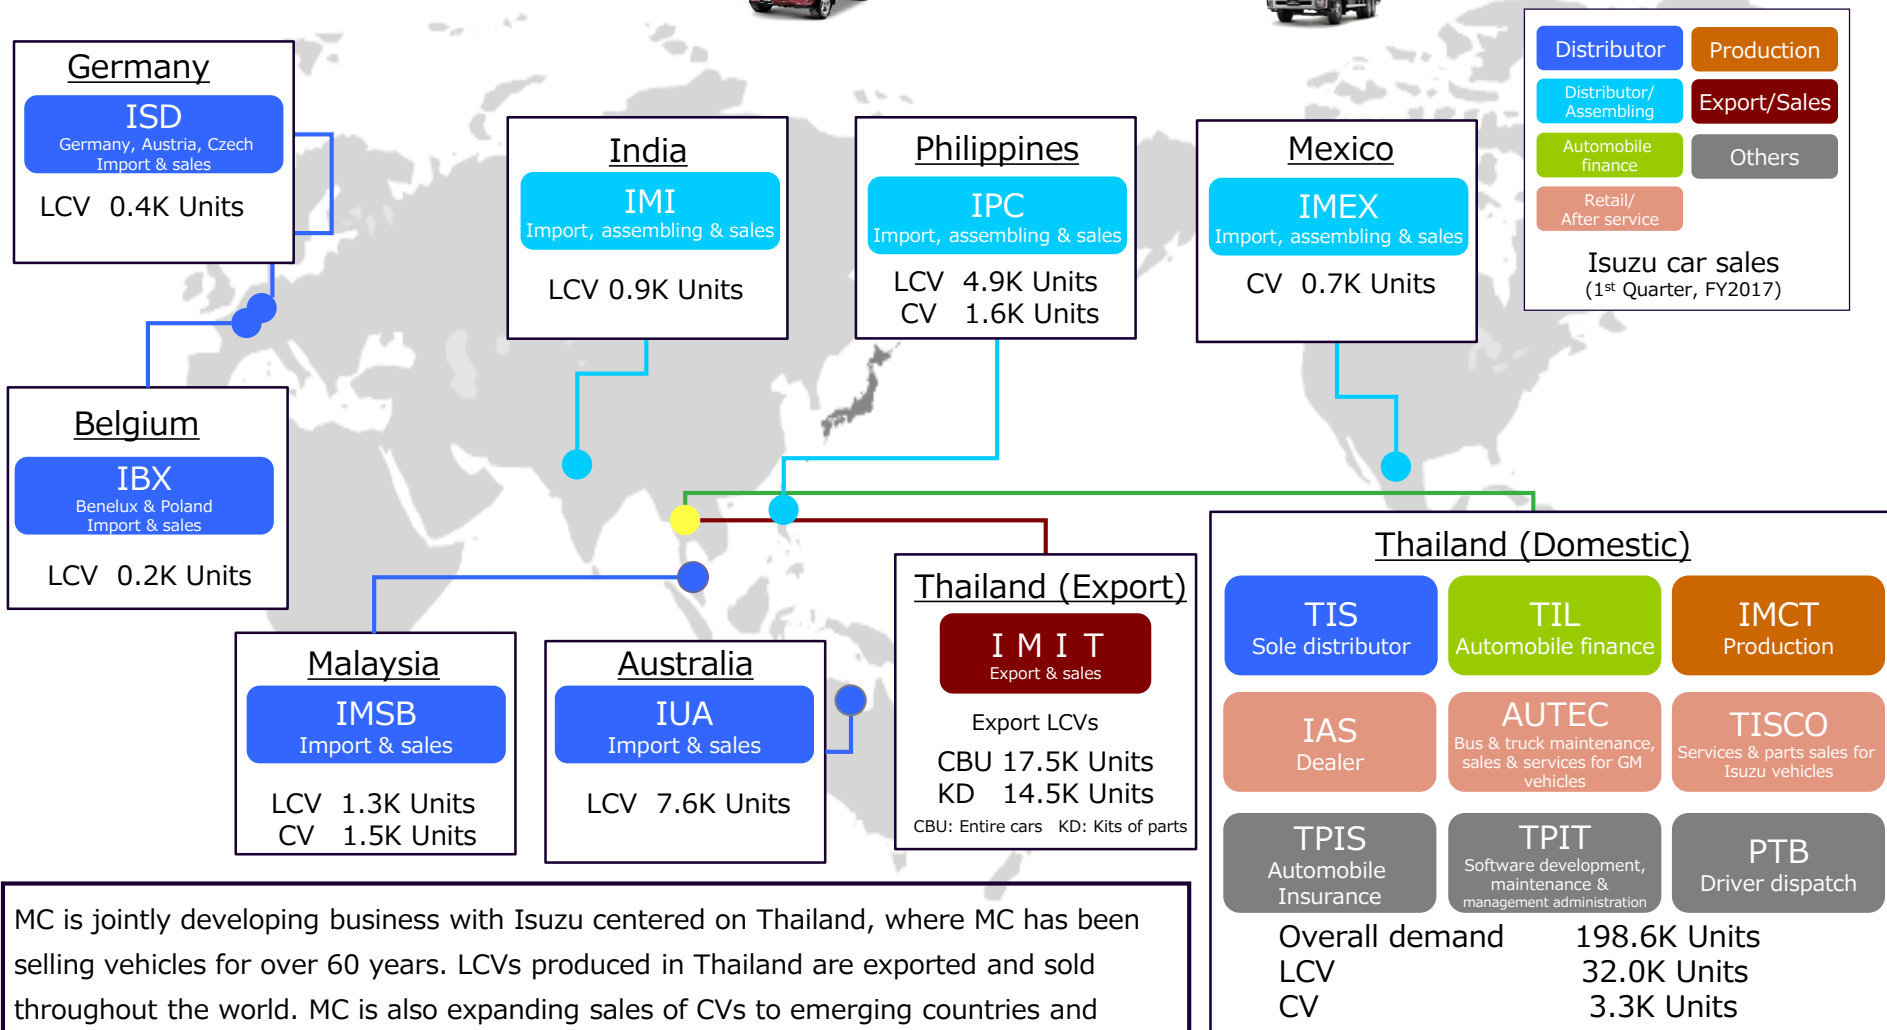 Germany
ISD
Germany, Austria, Czech
Import & sales
LCV 0.4K Units
India
IMI
Import, assembling & sales
LCV 0.9K Units
Philippines
IPC
Import, assembling & sales
LCV 4.9K Units
CV 1.6K Units
Mexico
IMEX
Import, assembling & sales
CV 0.7K Units
Distributor
Production
Distributor/
Assembling
Export/Sales
Automobile
finance
Others
Retail/
After service
Isuzu car sales
(1st Quarter, FY2017)
Belgium
IBX
Benelux & Poland
Import & sales
LCV 0.2K Units
Malaysia
IMSB
Import & sales
LCV 1.3K Units
CV 1.5K Units
Australia
IUA
Import & sales
LCV 7.6K Units
Thailand (Export)
I M I T
Export & sales
Export LCVs
CBU 17.5K Units
KD 14.5K Units
CBU: Entire cars KD: Kits of parts
Thailand (Domestic)
TIS
Sole distributor
TIL
Automobile finance
IMCT
Production
IAS
Dealer
AUTEC
Bus & truck maintenance,
sales & services for GM
vehicles
TISCO
Services & parts sales for
Isuzu vehicles
TPIS
Automobile
Insurance
TPIT
Software development,
maintenance &
management administration
PTB
Driver dispatch
Overall demand 198.6K Units
LCV 32.0K Units
CV 3.3K Units
MC is jointly developing business with Isuzu centered on Thailand, where MC has been
selling vehicles for over 60 years. LCVs produced in Thailand are exported and sold
throughout the world. MC is also expanding sales of CVs to emerging countries and